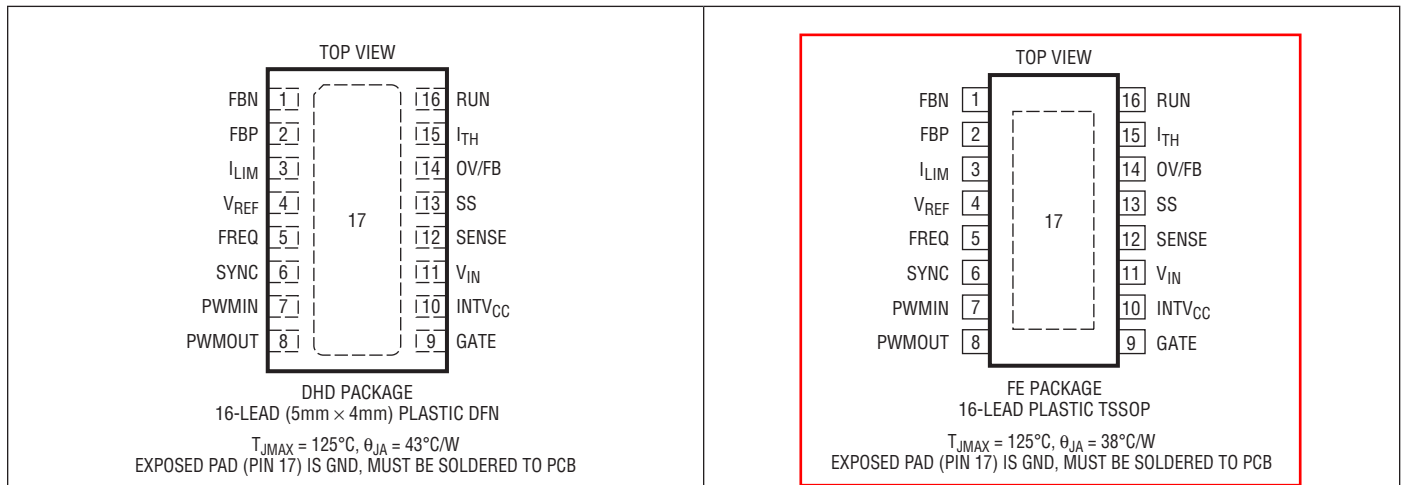 TOP VIEW
FBN 1 16 RUN
FBP 2 15 ITH
ILIM 3 14 OV/FB
VREF 4 13 SS
17
FREQ 5 12 SENSE
SYNC 6 11 VIN
PWMIN 7 10 INTVCC
PWMOUT 8 9 GATE
DHD PACKAGE
16-LEAD (5mm × 4mm) PLASTIC DFN
TJMAX = 125°C, θJA = 43°C/W
EXPOSED PAD (PIN 17) IS GND, MUST BE SOLDERED TO PCB
TOP VIEW
FBN 1 16 RUN
FBP 2 15 ITH
ILIM 3 14 OV/FB
VREF 4 13 SS
17
FREQ 5 12 SENSE
SYNC 6 11 VIN
PWMIN 7 10 INTVCC
PWMOUT 8 9 GATE
FE PACKAGE
16-LEAD PLASTIC TSSOP
TJMAX = 125°C, θJA = 38°C/W
EXPOSED PAD (PIN 17) IS GND, MUST BE SOLDERED TO PCB